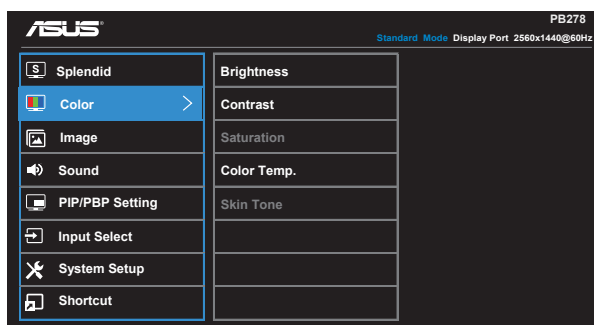 ASUS
PB278
Standard Mode Display Port 2560x1440@60Hz
S Splendid
Color >
Image
Sound
PIP/PBP Setting
Input Select
System Setup
Shortcut
Brightness
Contrast
Saturation
Color Temp.
Skin Tone